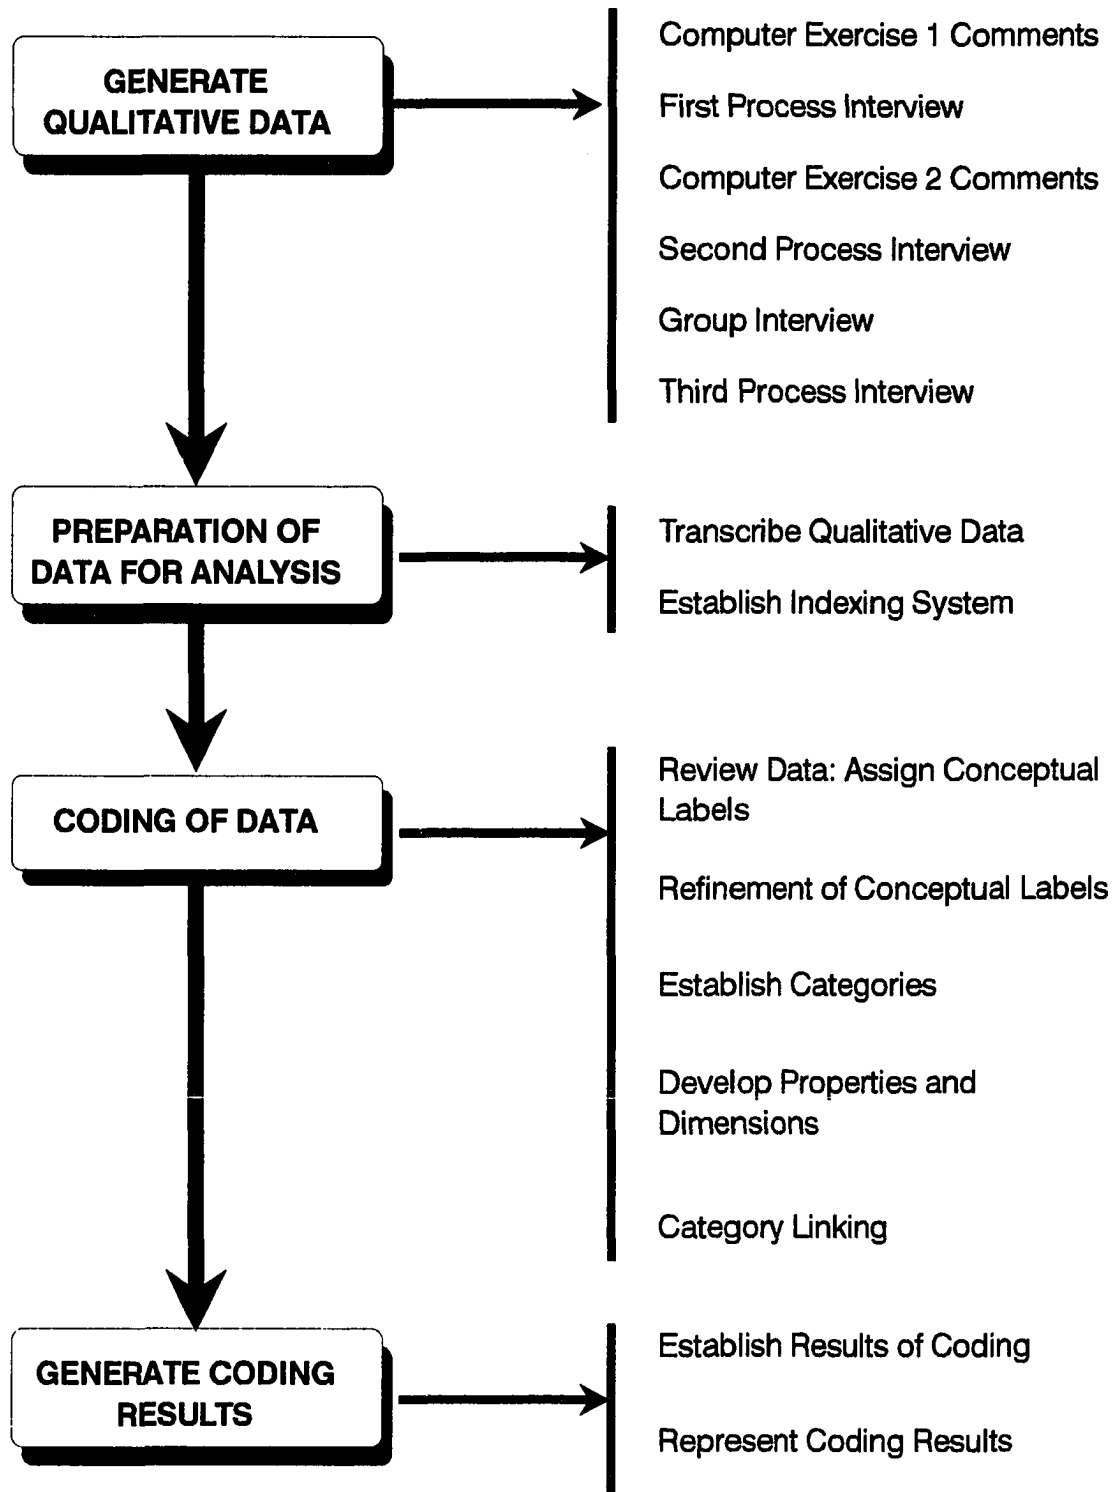 GENERATE
QUALITATIVE DATA
Computer Exercise 1 Comments
First Process Interview
Computer Exercise 2 Comments
Second Process Interview
Group Interview
Third Process Interview
PREPARATION OF
DATA FOR ANALYSIS
Transcribe Qualitative Data
Establish Indexing System
CODING OF DATA
Review Data: Assign Conceptual
Labels
Refinement of Conceptual Labels
Establish Categories
Develop Properties and
Dimensions
Category Linking
GENERATE CODING
RESULTS
Establish Results of Coding
Represent Coding Results